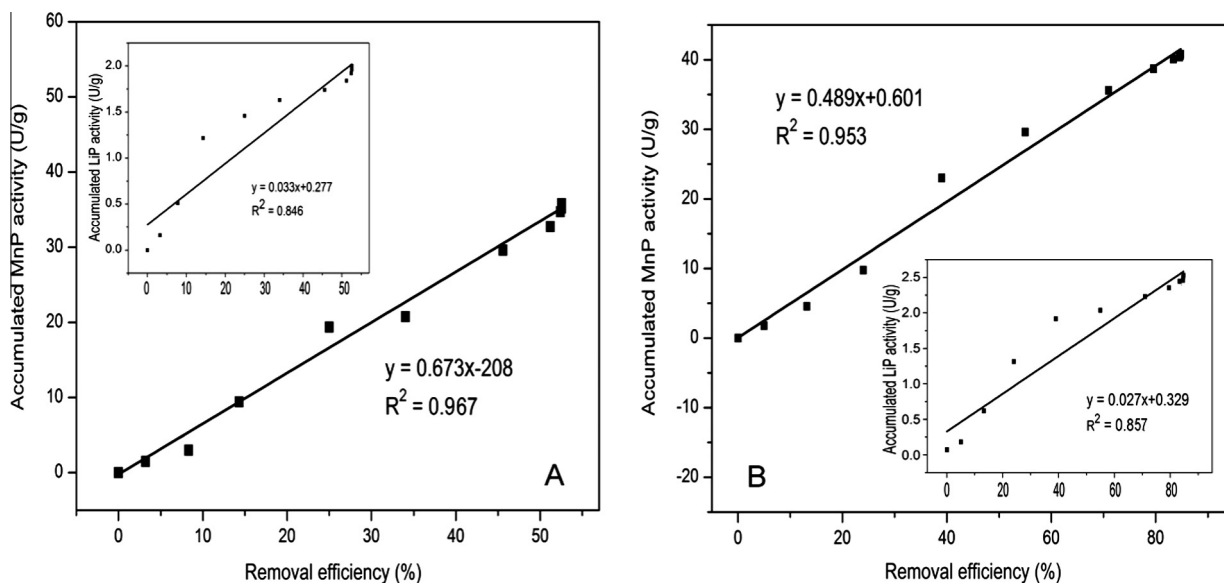 Accumulated MnP activity (U/g)
60
50
40
30
20
10
0
0 10 20 30 40 50
Removal efficiency (%)
Accumulated LiP activity (U/g)
2.0
1.5
1.0
0.5
0.0
0 10 20 30 40 50
y = 0.033x+0.277
R² = 0.846
y = 0.673x-208
R² = 0.967
A
Accumulated MnP activity (U/g)
40
30
20
10
0
-10
-20
0 20 40 60 80
Removal efficiency (%)
y = 0.489x+0.601
R² = 0.953
Accumulated LiP activity (U/g)
2.5
2.0
1.5
1.0
0.5
0.0
0 20 40 60 80
y = 0.027x+0.329
R² = 0.857
B